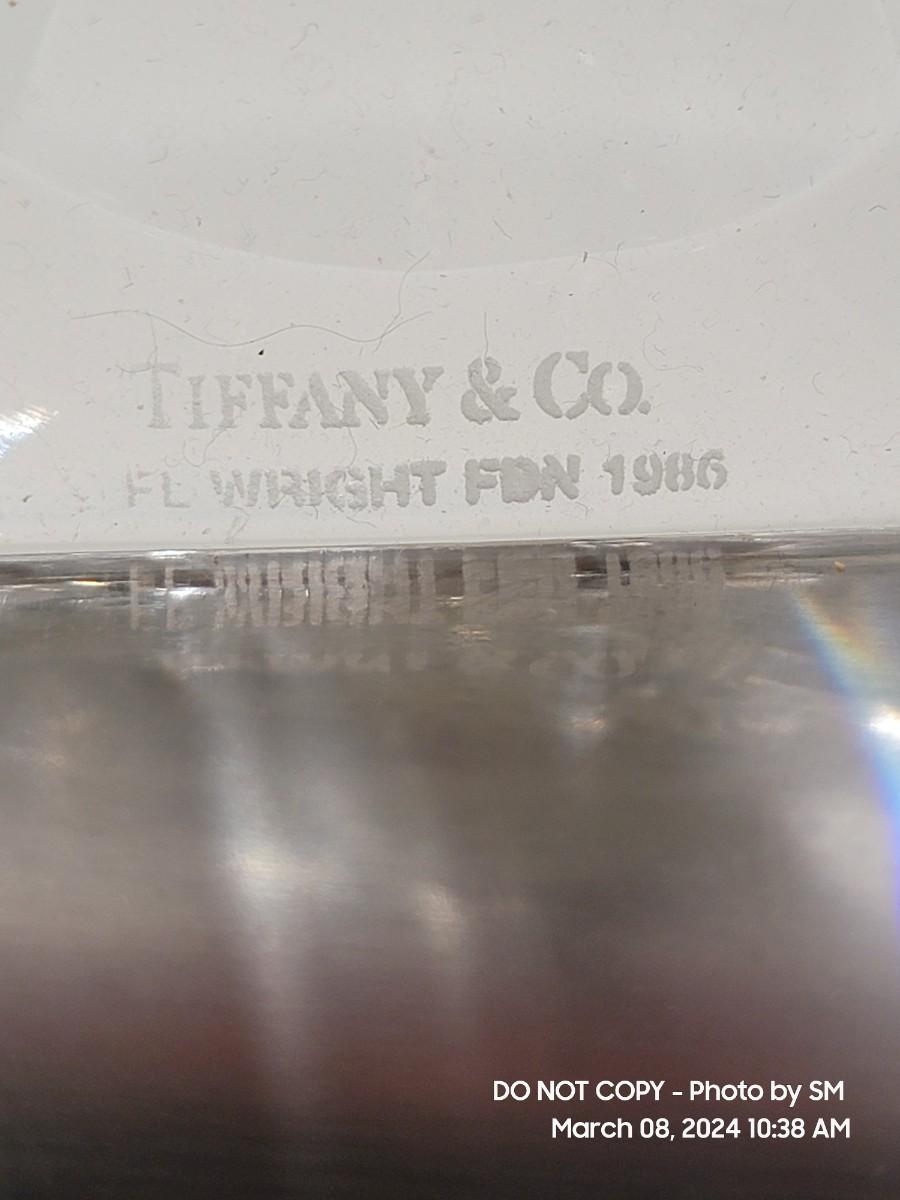 TIFFANY & CO.
FL WRIGHT FDN 1986
DO NOT COPY - Photo by SM
March 08, 2024 10:38 AM